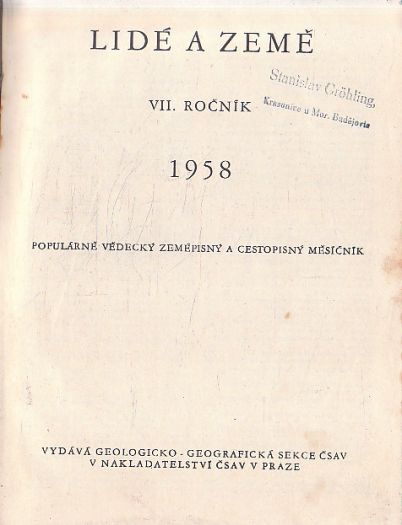 LIDÉ A ZEMĚ
Stanislav Gröhling,
Krasonice u Mor. Budějovic
VII. ROČNÍK
1958
POPULÁRNĚ VĚDECKÝ ZEMĚPISNÝ A CESTOPISNÝ MĚSÍČNÍK
VYDÁVÁ GEOLOGICKO - GEOGRAFICKÁ SEKCE ČSAV
V NAKLADATELSTVÍ ČSAV V PRAZE